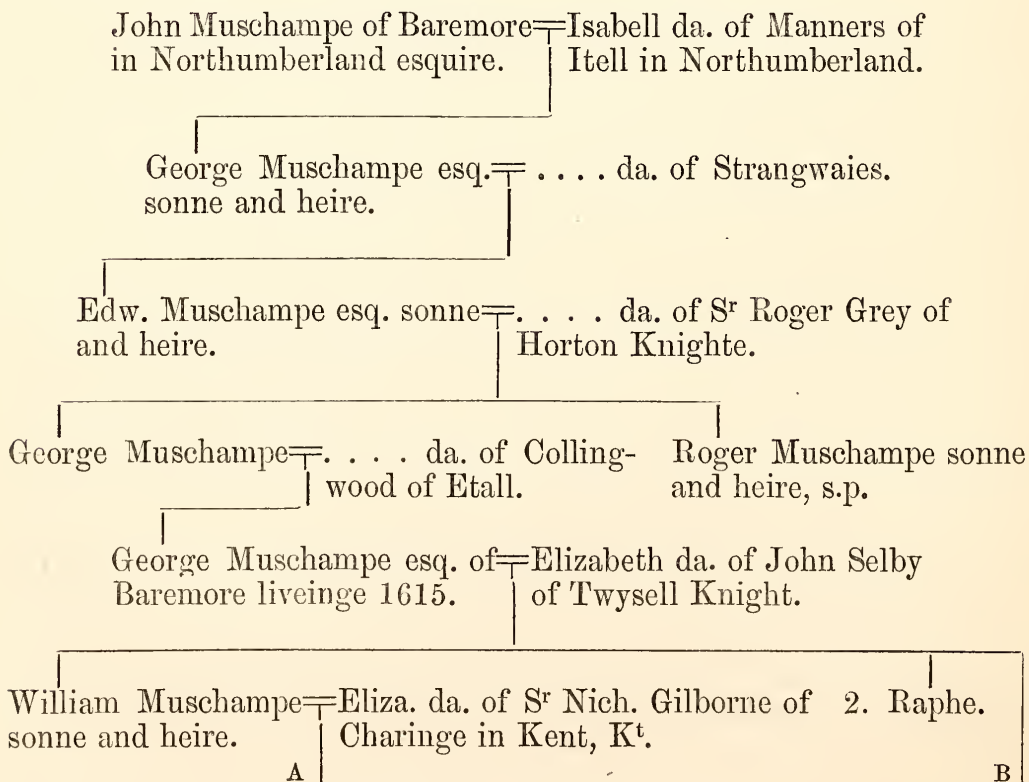 John Muschampe of Baremore=Isabell da. of Manners of
in Northumberland esquire. Itell in Northumberland.
George Muschampe esq.= . . . . da. of Strangwaies.
sonne and heire.
Edw. Muschampe esq. sonne=. . . . da. of Sʳ Roger Grey of
and heire. Horton Knighte.
George Muschampe=. . . . da. of Colling- Roger Muschampe sonne
wood of Etall. and heire, s.p.
George Muschampe esq. of=Elizabeth da. of John Selby
Baremore liveinge 1615. of Twysell Knight.
William Muschampe=Eliza. da. of Sʳ Nich. Gilborne of 2. Raphe.
sonne and heire. Charinge in Kent, Kᵗ.
A B